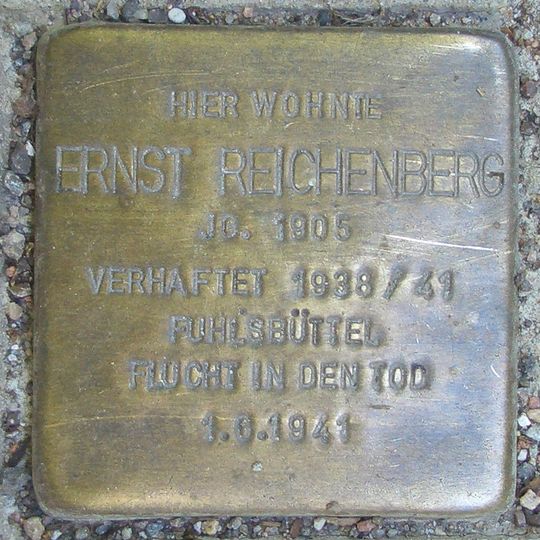 HIER WOHNTE
ERNST REICHENBERG
JG. 1905
VERHAFTET 1938/41
FUHLSBÜTTEL
FLUCHT IN DEN TOD
1.6.1941